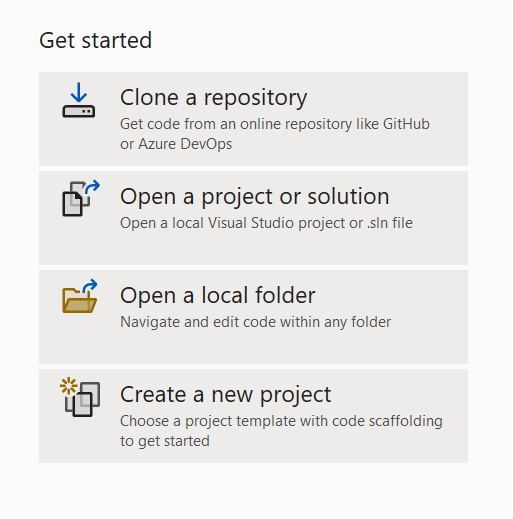 Get started
Clone a repository
Get code from an online repository like GitHub
or Azure DevOps
Open a project or solution
Open a local Visual Studio project or .sln file
Open a local folder
Navigate and edit code within any folder
Create a new project
Choose a project template with code scaffolding
to get started